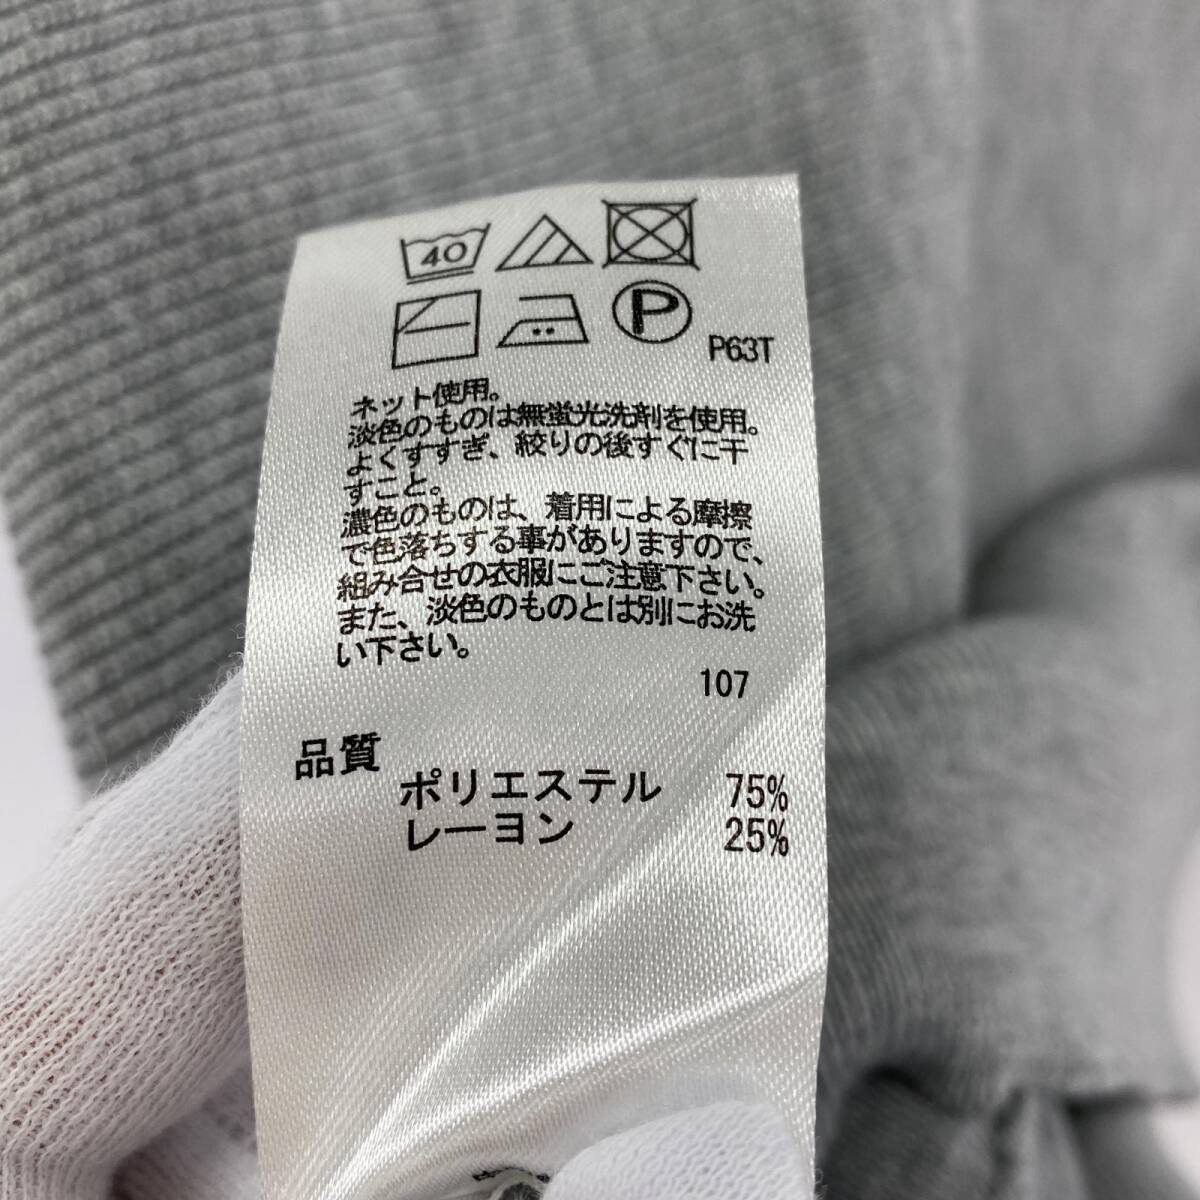 40
P
P63T
ネット使用。
淡色のものは無蛍光洗剤を使用。
よくすすぎ、絞りの後すぐに干
すこと。
濃色のものは、着用による摩擦
で色落ちする事がありますので、
組み合せの衣服にご注意下さい。
また、淡色のものとは別にお洗
い下さい。
107
品質
ポリエステル 75%
レーヨン 25%